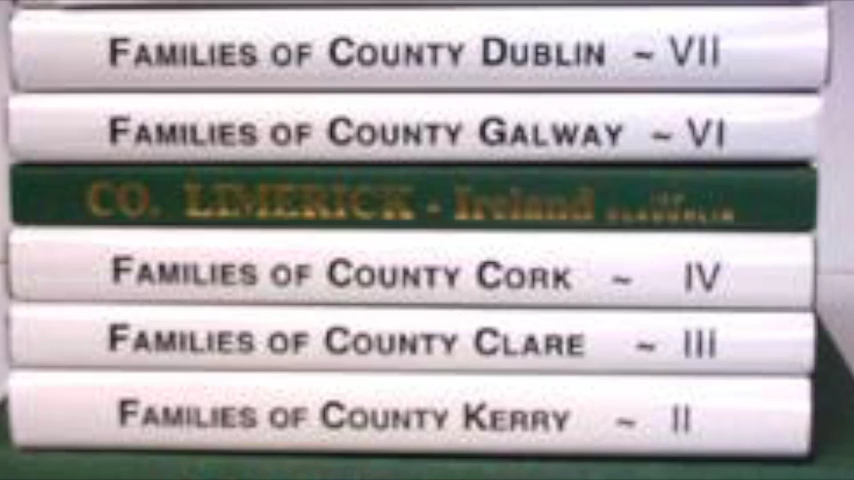 FAMILIES OF COUNTY DUBLIN ~ VII
FAMILIES OF COUNTY GALWAY ~ VI
CO. LIMERICK - Ireland
FAMILIES OF COUNTY CORK ~ IV
FAMILIES OF COUNTY CLARE ~ III
FAMILIES OF COUNTY KERRY ~ II